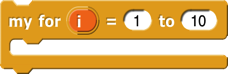 my for i = 1 to 10